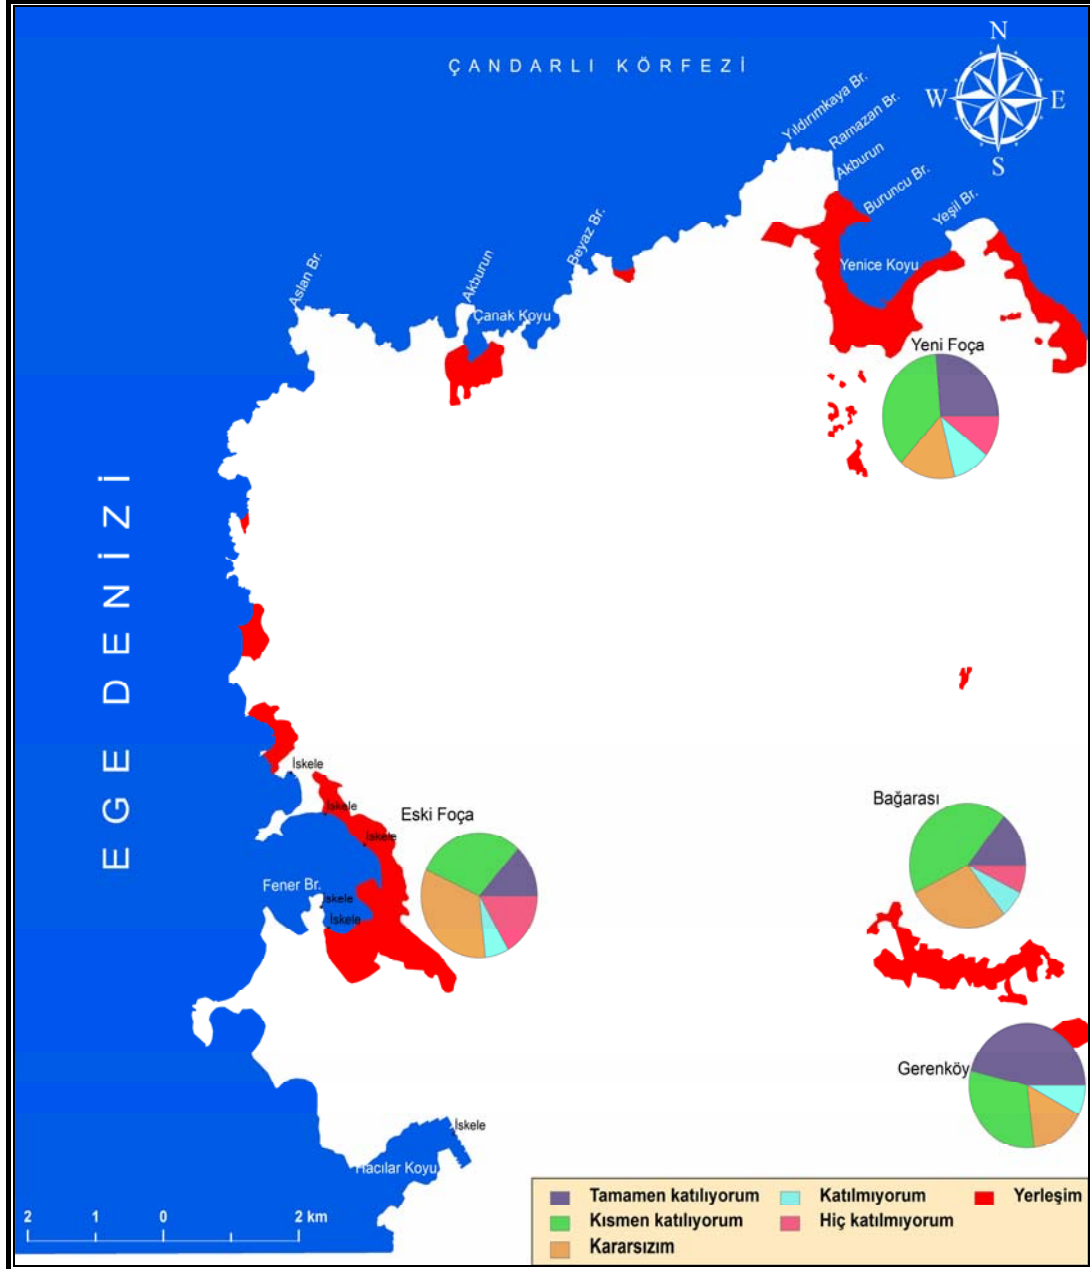 N
ÇANDARLI KÖRFEZİ
W
E
S
Yıldırımkaya Br.
Ramazan Br.
Akburun
Buruncu Br.
Yeşil Br.
Beyaz Br.
Aslan Br.
Akburun
Yenice Koyu
Çanak Koyu
Yeni Foça
EGE DENİZİ
İskele
Bağarası
İskele
Eski Foça
İskele
Fener Br.
İskele
İskele
Gerenköy
İskele
Hacılar Koyu
2 1 0 2 km
Tamamen katılıyorum
Katılmıyorum
Yerleşim
Kısmen katılıyorum
Hiç katılmıyorum
Kararsızım